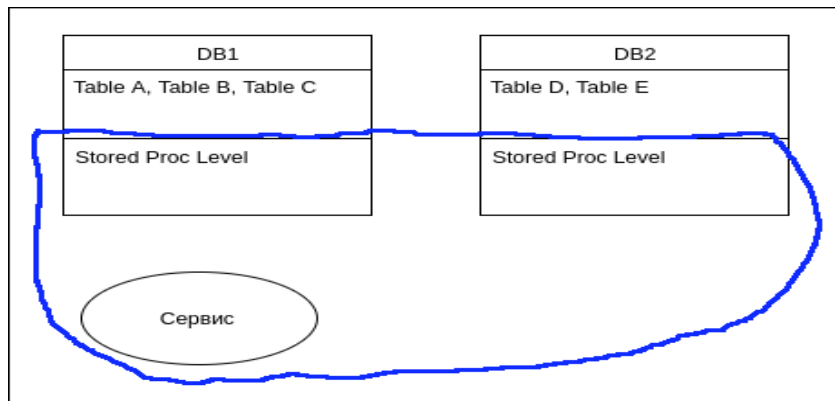 DB1
Table A, Table B, Table C
Stored Proc Level
DB2
Table D, Table E
Stored Proc Level
Сервис